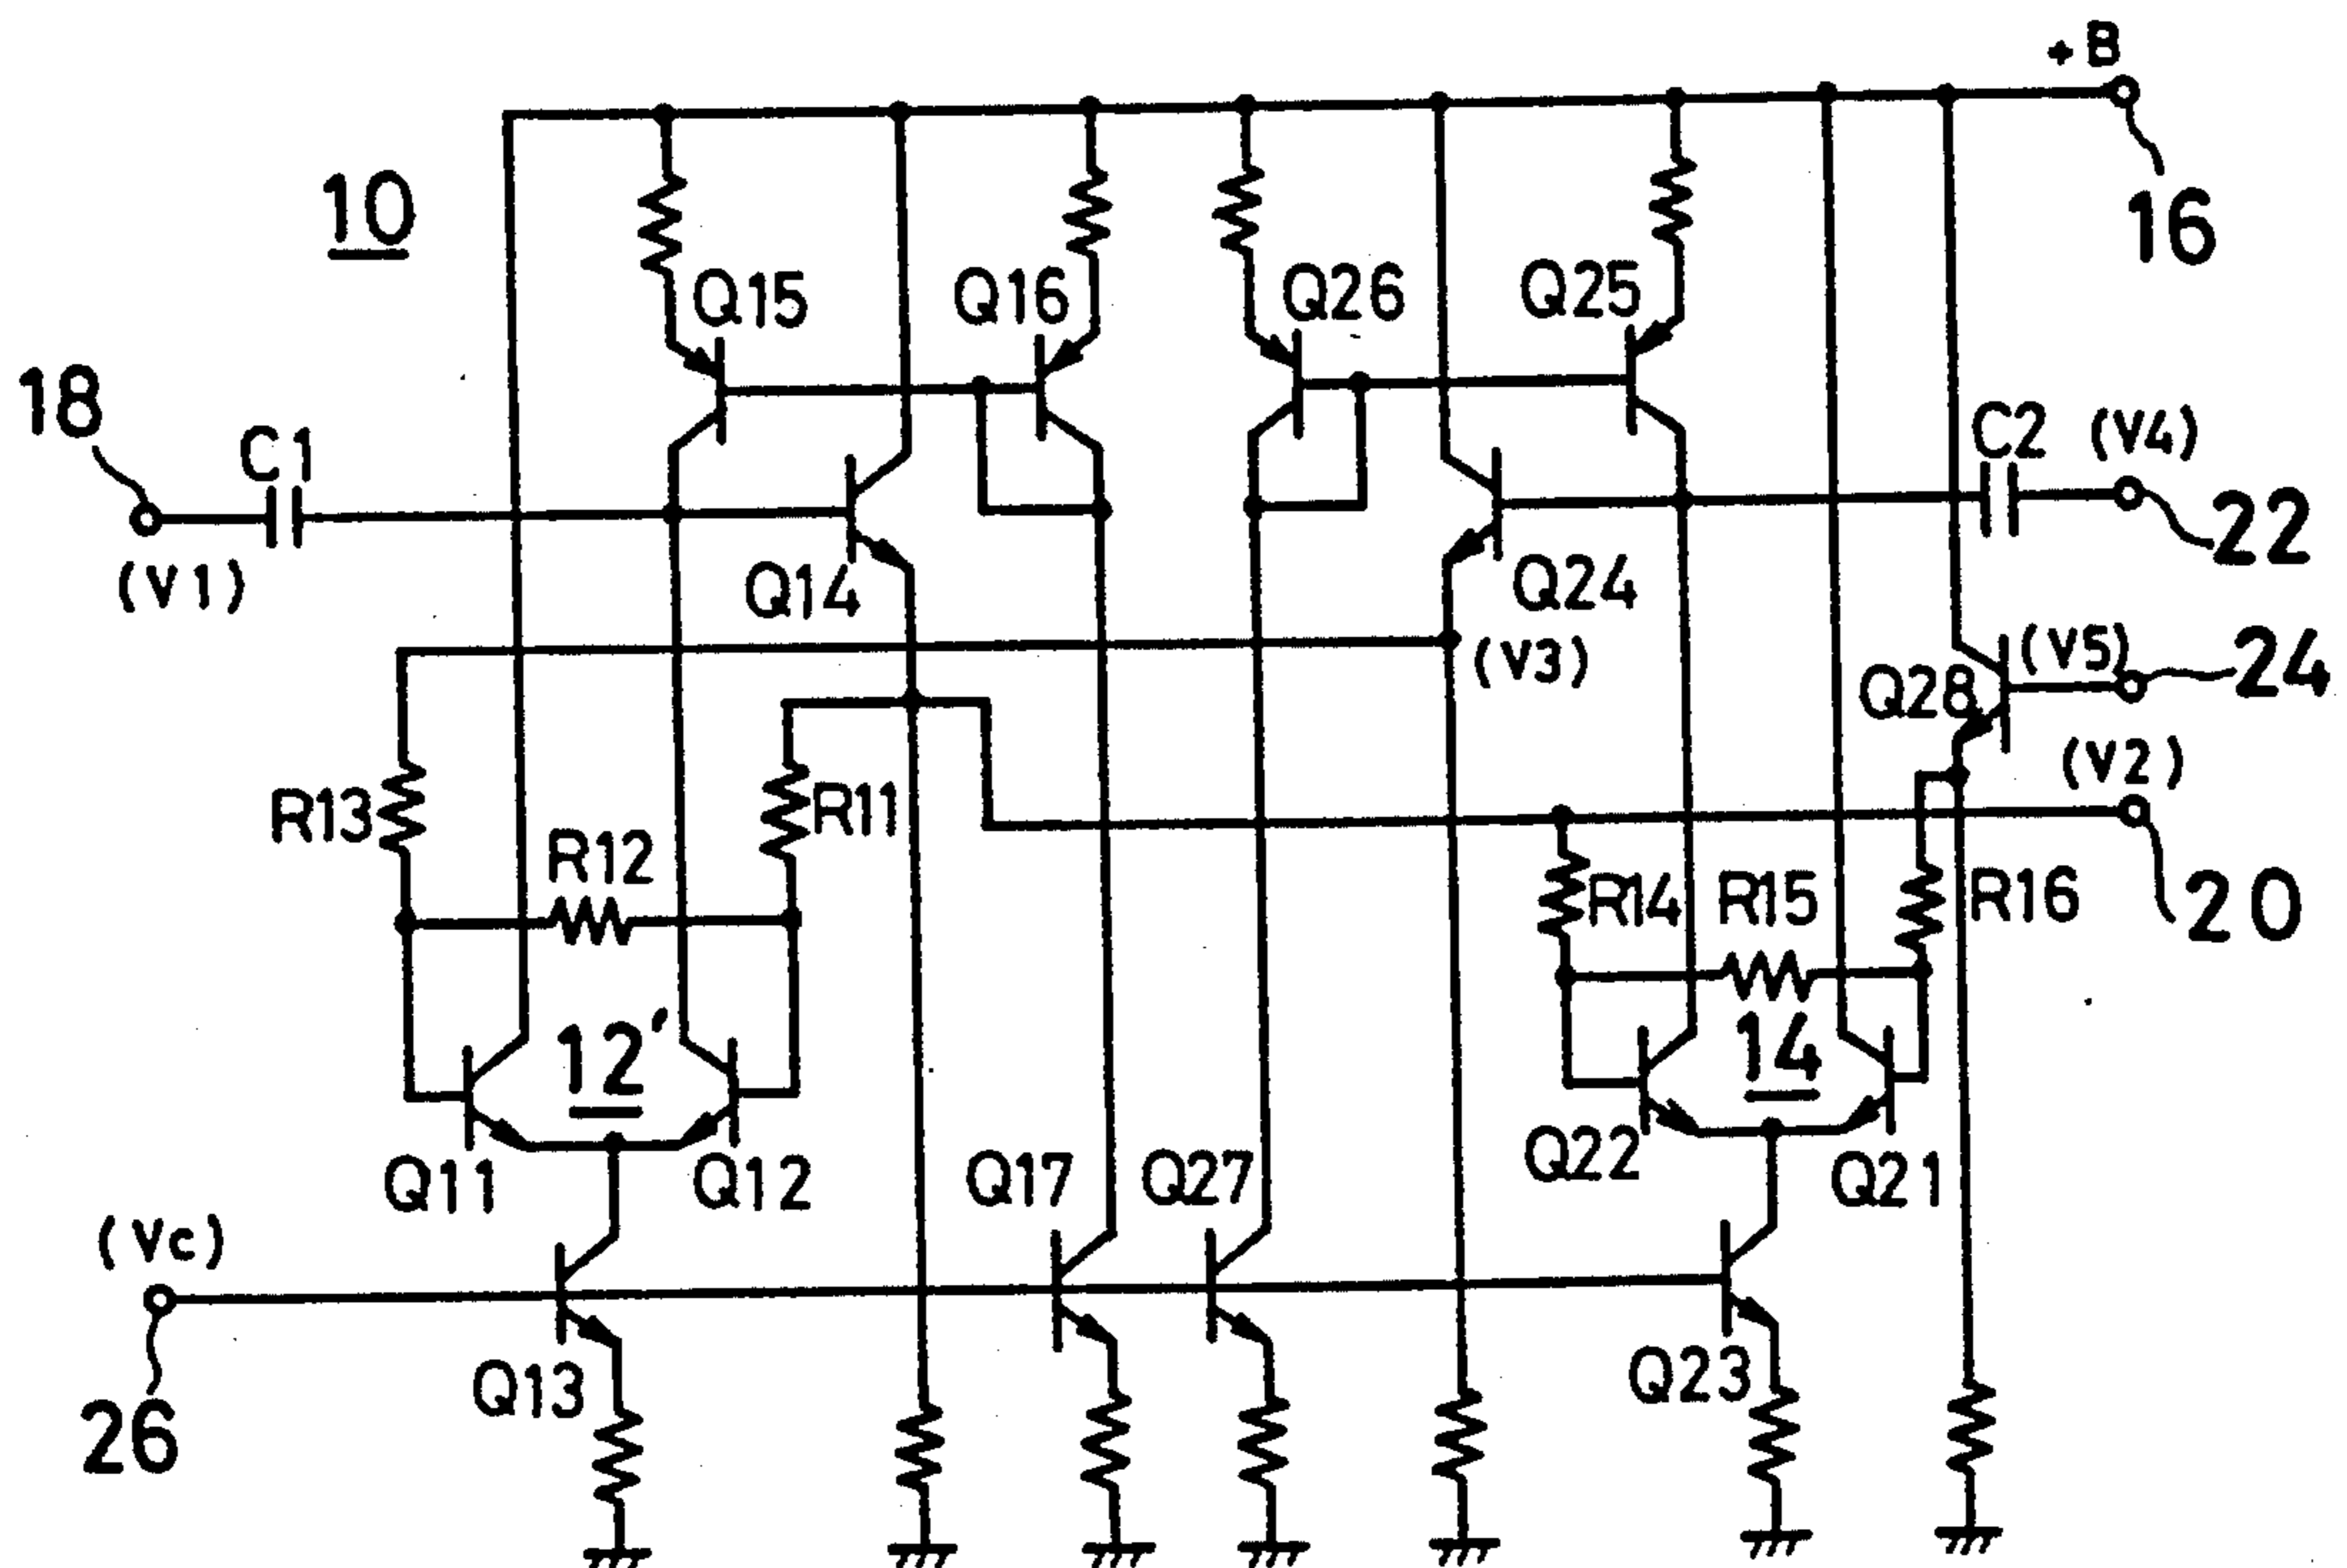 +B
10
16
Q15
Q16
Q26
Q25
18
C1
C2
(V4)
(V1)
Q14
Q24
22
(V3)
(V5)
24
Q28
(V2)
R13
R12
R11
R14
R15
R16
20
12'
14
Q11
Q12
Q17
Q27
Q22
Q21
(Vc)
Q13
Q23
26